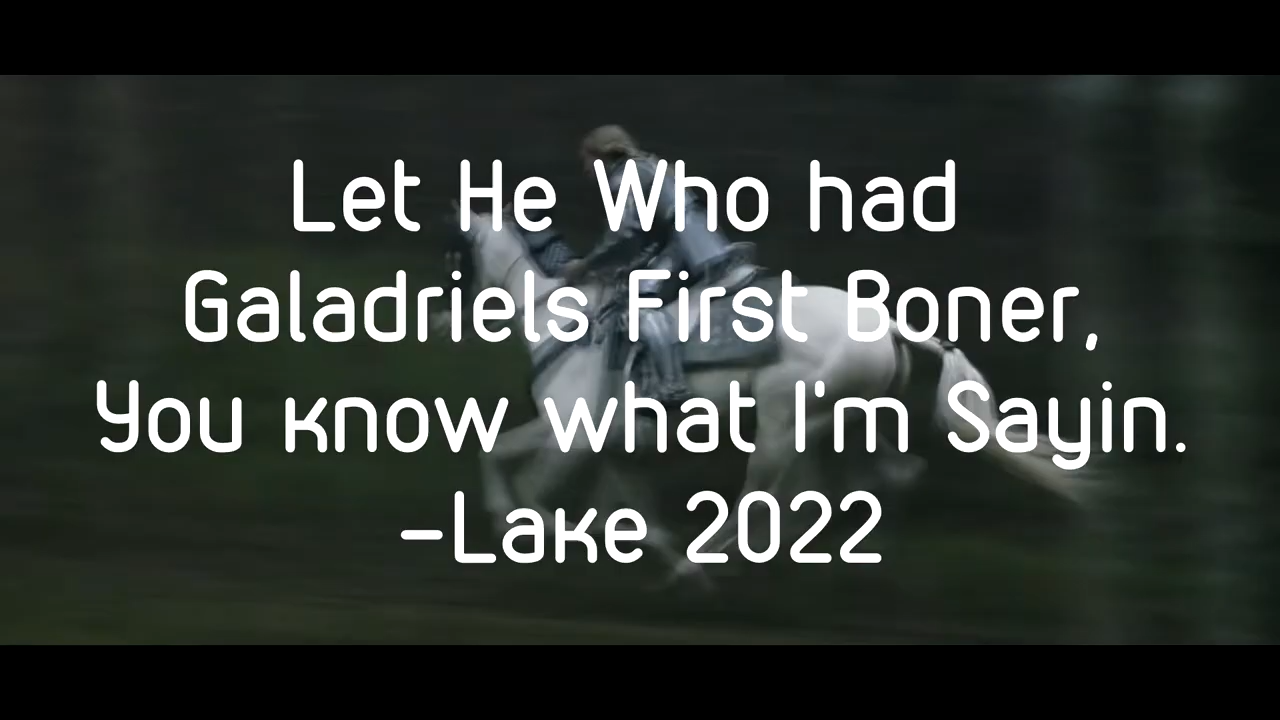 Let He Who had
Galadriels First Boner,
You know what I'm Sayin.
-Lake 2022